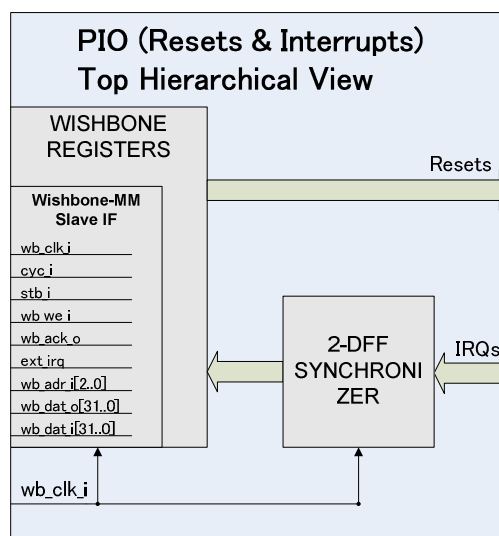 PIO (Resets & Interrupts)
Top Hierarchical View
WISHBONE
REGISTERS
Resets
Wishbone-MM
Slave IF
wb_clk_i
cyc_i
stb_i
wb_we_i
wb_ack_o
ext_irq
wb_adr_i[2..0]
wb_dat_o[31..0]
wb_dat_i[31..0]
2-DFF
SYNCHRONI
ZER
IRQs
wb_clk_i